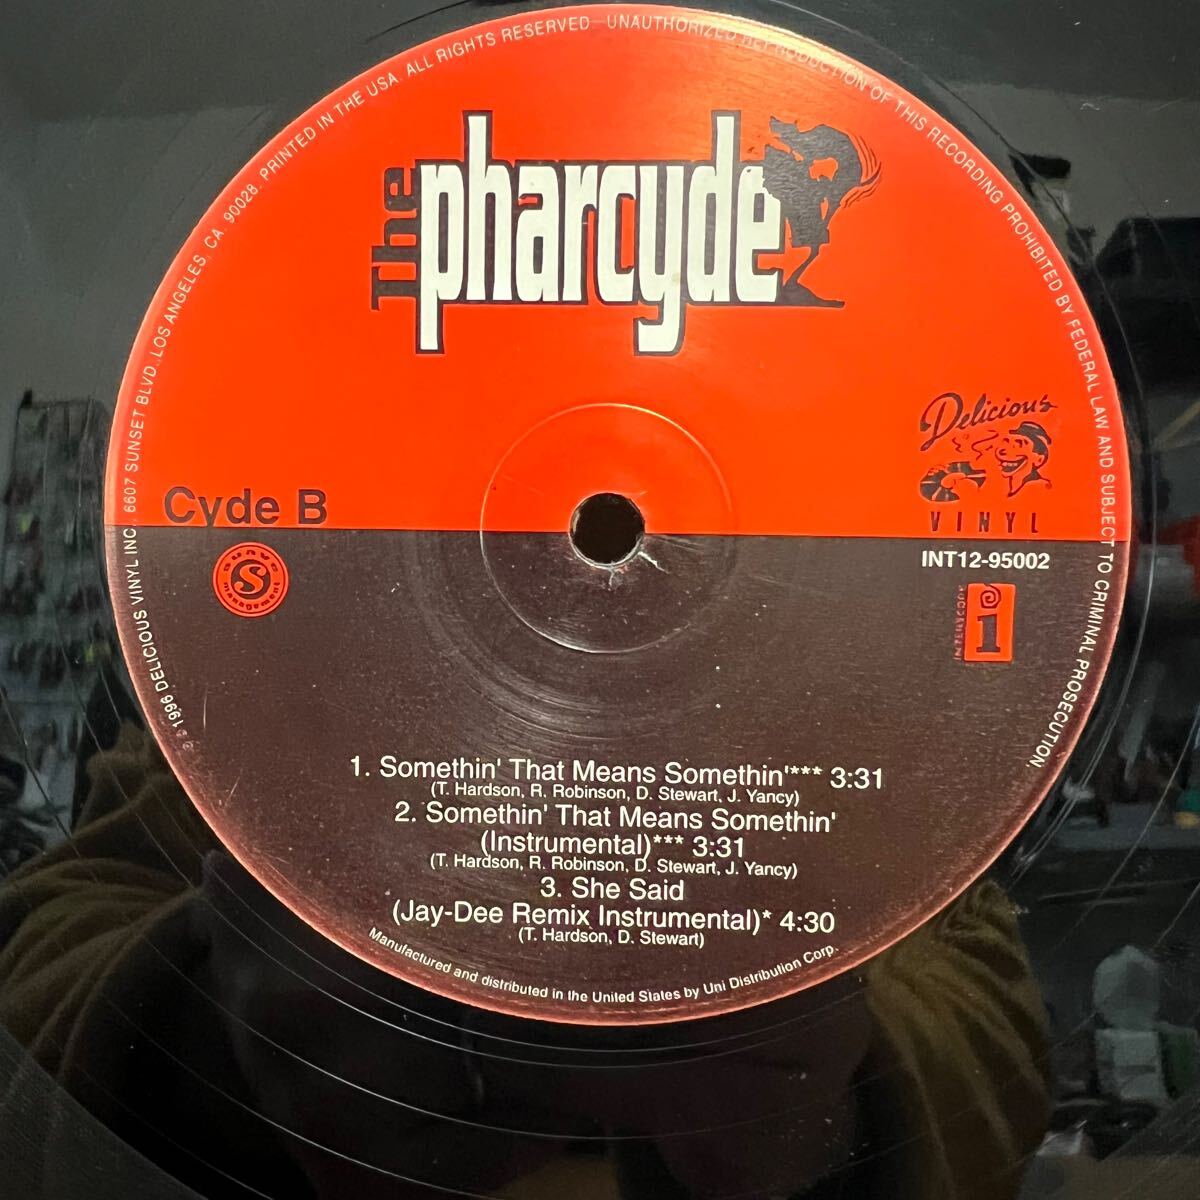 The pharcyde
Cyde B
SUAVE management
S
Delicious VINYL
INT12-95002
INTERSCOPE
i
1. Somethin' That Means Somethin'*** 3:31
(T. Hardson, R. Robinson, D. Stewart, J. Yancy)
2. Somethin' That Means Somethin'
(Instrumental)*** 3:31
(T. Hardson, R. Robinson, D. Stewart, J. Yancy)
3. She Said
(Jay-Dee Remix Instrumental)* 4:30
(T. Hardson, D. Stewart)
Manufactured and distributed in the United States by Uni Distribution Corp.
℗ © 1996 DELICIOUS VINYL INC., 6607 SUNSET BLVD., LOS ANGELES, CA. 90028. PRINTED IN THE USA. ALL RIGHTS RESERVED. UNAUTHORIZED REPRODUCTION OF THIS RECORDING PROHIBITED BY FEDERAL LAW AND SUBJECT TO CRIMINAL PROSECUTION.